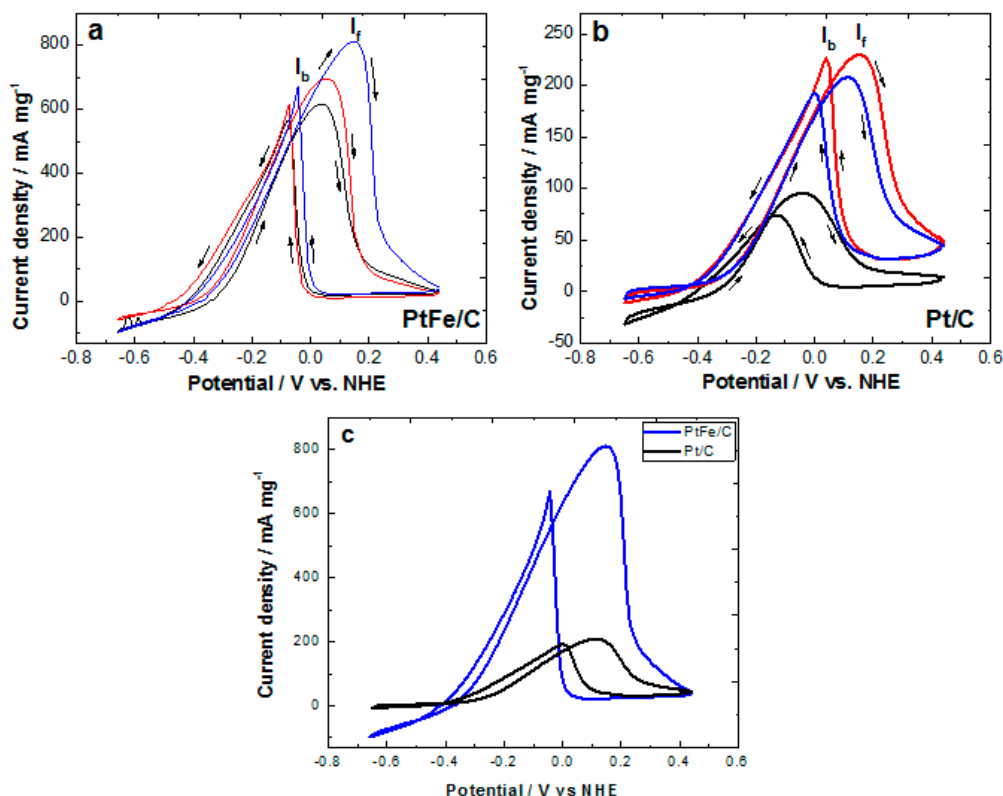 a
I_f
I_b
800
600
400
200
0
Current density / mA mg⁻¹
PtFe/C
-0.8 -0.6 -0.4 -0.2 0.0 0.2 0.4 0.6
Potential / V vs. NHE
b
I_b
I_f
250
200
150
100
50
0
-50
Current density / mA mg⁻¹
Pt/C
-0.8 -0.6 -0.4 -0.2 0.0 0.2 0.4 0.6
Potential / V vs. NHE
c
PtFe/C
Pt/C
800
600
400
200
0
Current density / mA mg⁻¹
-0.8 -0.6 -0.4 -0.2 0.0 0.2 0.4 0.6
Potential / V vs NHE